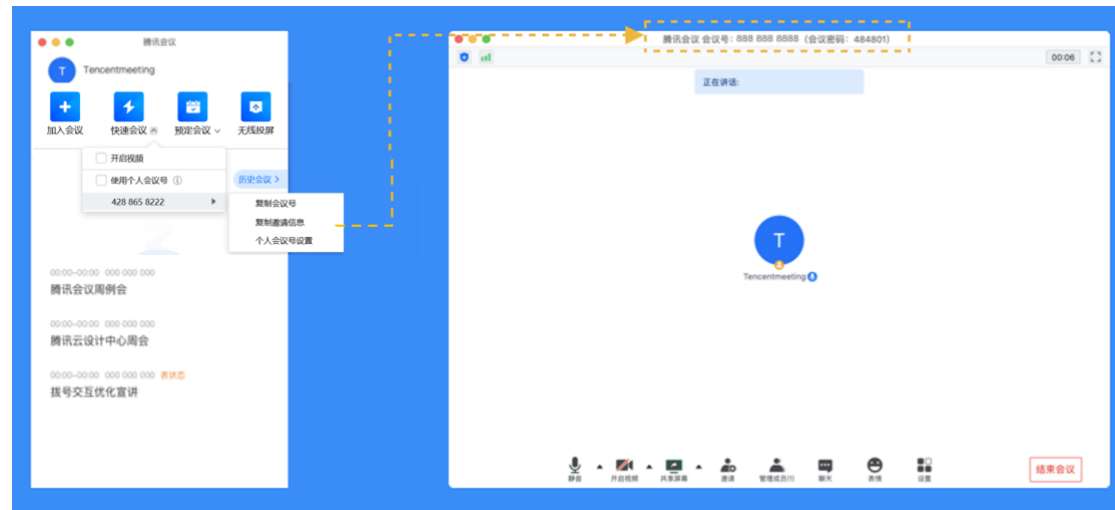 腾讯会议
T
Tencentmeeting
加入会议
快速会议
预定会议
无线投屏
开启视频
使用个人会议号
历史会议
428 865 8222
复制会议号
复制邀请信息
个人会议号设置
00:00-00:00 000 000 000
腾讯会议周例会
00:00-00:00 000 000 000
腾讯云设计中心周会
00:00-00:00 000 000 000 表状态
拨号交互优化宣讲
腾讯会议 会议号：888 888 8888（会议密码：484801）
00:06
正在讲话:
T
Tencentmeeting
静音
开启视频
共享屏幕
邀请
管理成员(1)
聊天
表情
设置
结束会议